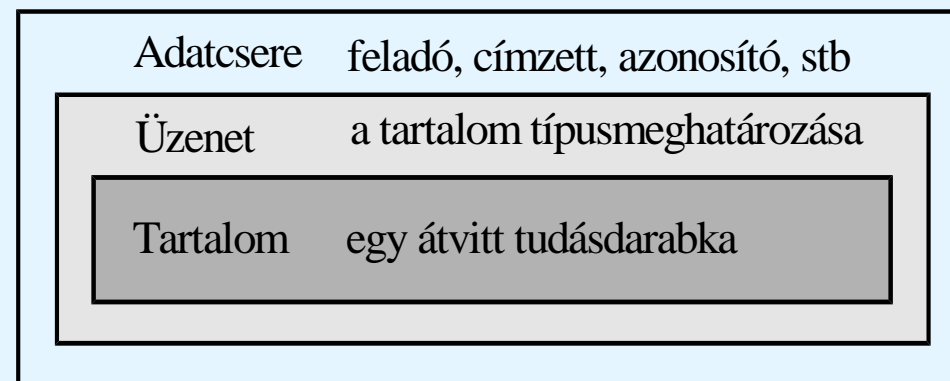 Adatcsere feladó, címzett, azonosító, stb
Üzenet a tartalom típusmeghatározása
Tartalom egy átvitt tudásdarabka